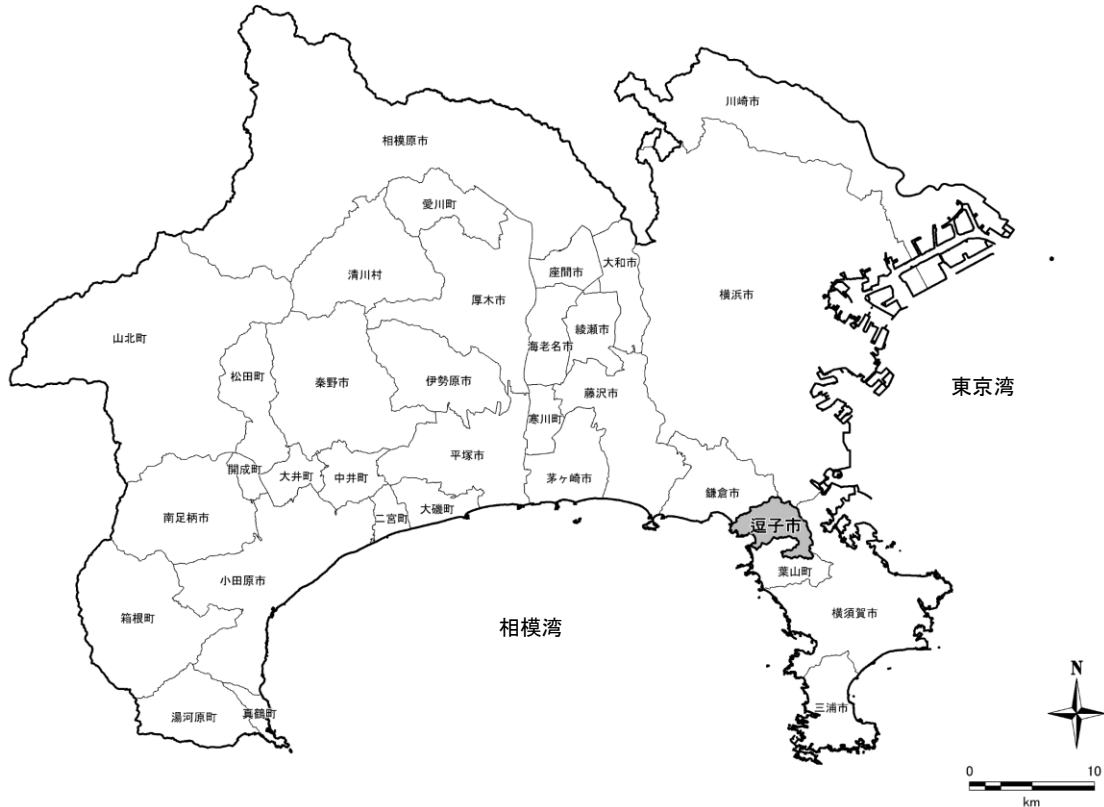 川崎市
相模原市
愛川町
大和市
座間市
清川村
横浜市
厚木市
綾瀬市
山北町
海老名市
松田町
秦野市
伊勢原市
東京湾
藤沢市
寒川町
平塚市
開成町
大井町
中井町
茅ヶ崎市
鎌倉市
大磯町
二宮町
南足柄市
逗子市
葉山町
小田原市
横須賀市
箱根町
相模湾
N
三浦市
真鶴町
湯河原町
0 10
km